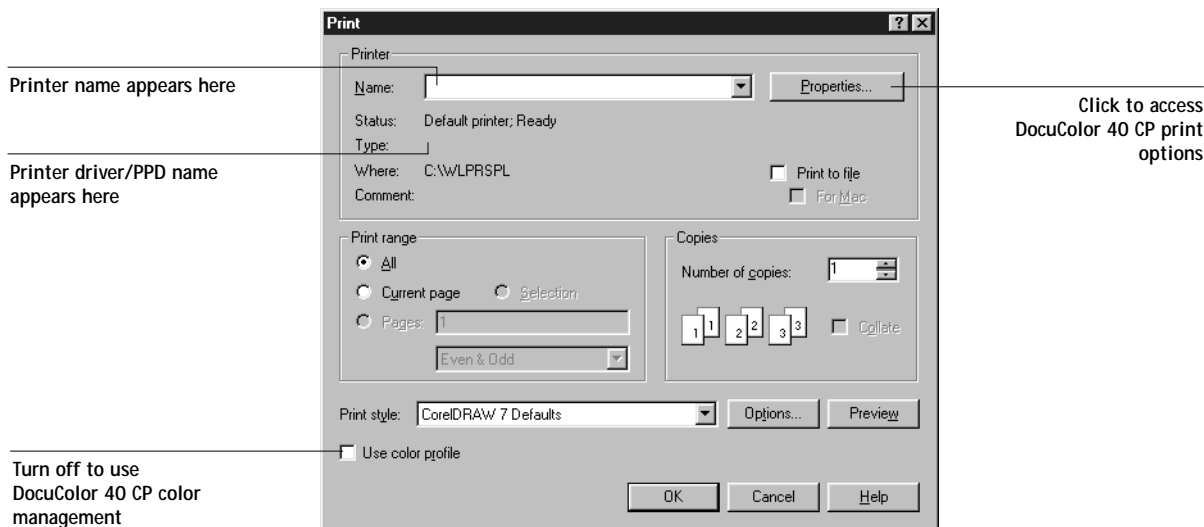 Print
Printer
Printer name appears here
Name:
Properties...
Click to access
DocuColor 40 CP print
options
Status: Default printer; Ready
Type:
Printer driver/PPD name
appears here
Where: C:\WLPRSPL
Print to file
Comment:
For Mac
Print range
All
Current page
Selection
Pages: 1
Even & Odd
Copies
Number of copies: 1
1 1 2 2 3 3
Collate
Print style: CorelDRAW 7 Defaults
Options...
Preview
Use color profile
Turn off to use
DocuColor 40 CP color
management
OK
Cancel
Help